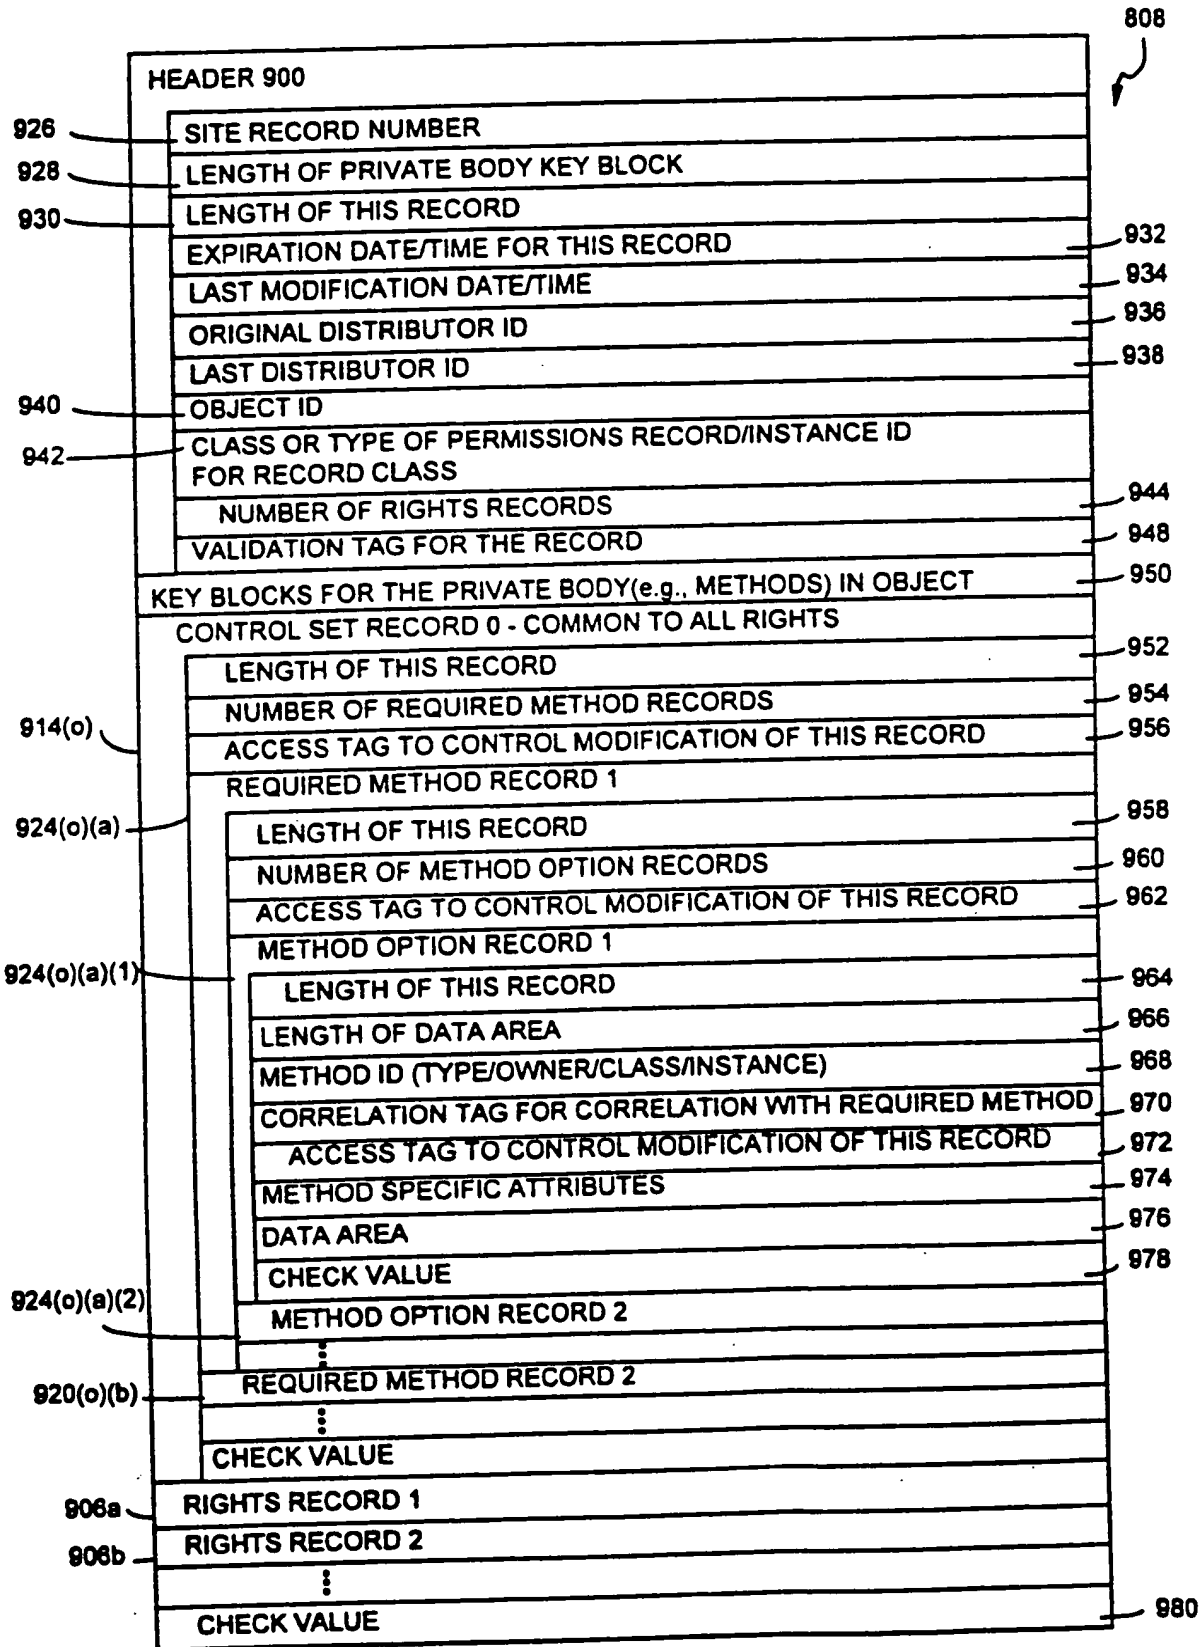 808
HEADER 900
926 SITE RECORD NUMBER
928 LENGTH OF PRIVATE BODY KEY BLOCK
930 LENGTH OF THIS RECORD
EXPIRATION DATE/TIME FOR THIS RECORD 932
LAST MODIFICATION DATE/TIME 934
ORIGINAL DISTRIBUTOR ID 936
LAST DISTRIBUTOR ID 938
940 OBJECT ID
942 CLASS OR TYPE OF PERMISSIONS RECORD/INSTANCE ID
FOR RECORD CLASS
NUMBER OF RIGHTS RECORDS 944
VALIDATION TAG FOR THE RECORD 948
KEY BLOCKS FOR THE PRIVATE BODY(e.g., METHODS) IN OBJECT 950
CONTROL SET RECORD 0 - COMMON TO ALL RIGHTS
LENGTH OF THIS RECORD 952
NUMBER OF REQUIRED METHOD RECORDS 954
914(o) ACCESS TAG TO CONTROL MODIFICATION OF THIS RECORD 956
REQUIRED METHOD RECORD 1
924(o)(a) LENGTH OF THIS RECORD 958
NUMBER OF METHOD OPTION RECORDS 960
ACCESS TAG TO CONTROL MODIFICATION OF THIS RECORD 962
METHOD OPTION RECORD 1
924(o)(a)(1) LENGTH OF THIS RECORD 964
LENGTH OF DATA AREA 966
METHOD ID (TYPE/OWNER/CLASS/INSTANCE) 968
CORRELATION TAG FOR CORRELATION WITH REQUIRED METHOD 970
ACCESS TAG TO CONTROL MODIFICATION OF THIS RECORD 972
METHOD SPECIFIC ATTRIBUTES 974
DATA AREA 976
CHECK VALUE 978
924(o)(a)(2) METHOD OPTION RECORD 2
920(o)(b) REQUIRED METHOD RECORD 2
CHECK VALUE
906a RIGHTS RECORD 1
906b RIGHTS RECORD 2
CHECK VALUE 980